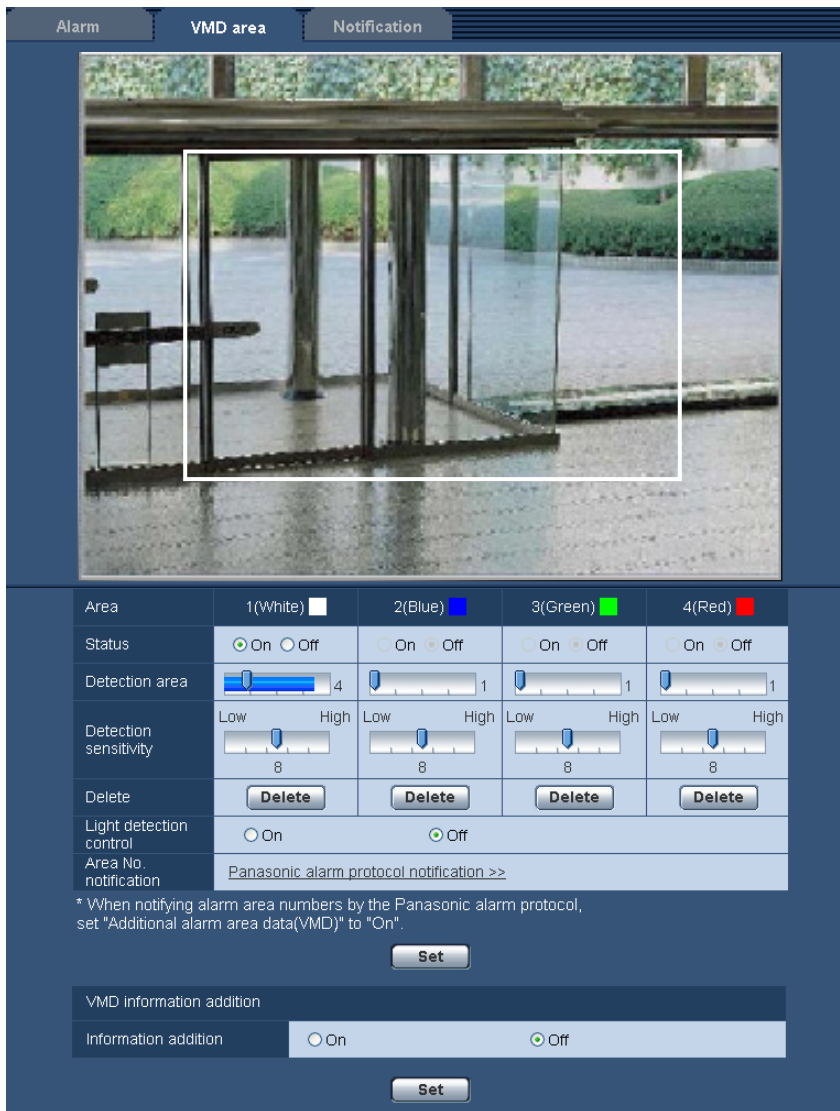 Alarm VMD area Notification
Area 1(White) 2(Blue) 3(Green) 4(Red)
Status On Off On Off On Off On Off
Detection area 4 1 1 1
Detection sensitivity Low High Low High Low High Low High
8 8 8 8
Delete Delete Delete Delete Delete
Light detection control On Off
Area No. notification Panasonic alarm protocol notification >>
* When notifying alarm area numbers by the Panasonic alarm protocol,
set "Additional alarm area data(VMD)" to "On".
Set
VMD information addition
Information addition On Off
Set